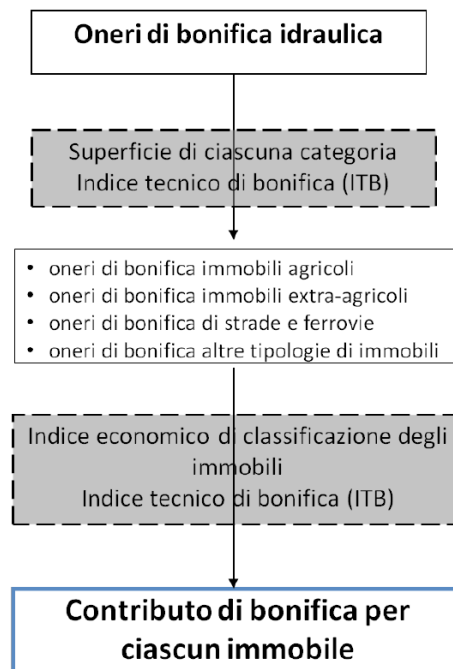 Oneri di bonifica idraulica
Superficie di ciascuna categoria
Indice tecnico di bonifica (ITB)
• oneri di bonifica immobili agricoli
• oneri di bonifica immobili extra-agricoli
• oneri di bonifica di strade e ferrovie
• oneri di bonifica altre tipologie di immobili
Indice economico di classificazione degli
immobili
Indice tecnico di bonifica (ITB)
Contributo di bonifica per
ciascun immobile